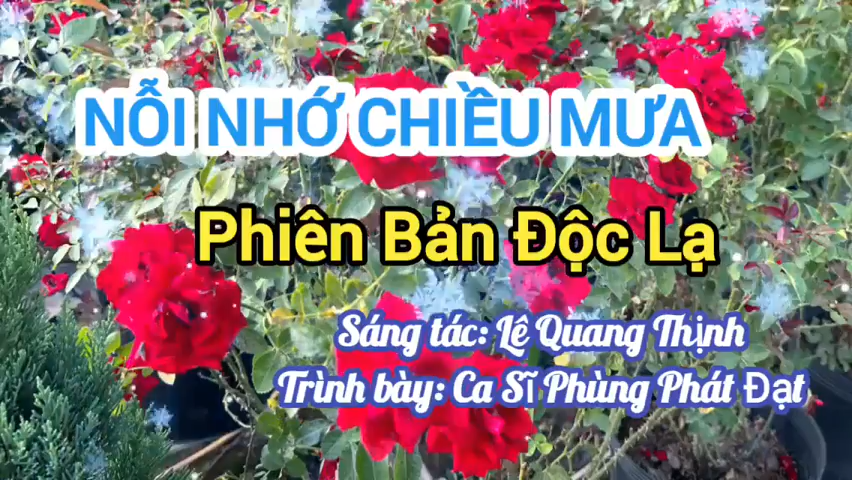 NỖI NHỚ CHIỀU MƯA
Phiên Bản Độc Lạ
Sáng tác: Lê Quang Thịnh
Trình bày: Ca Sĩ Phùng Phát Đạt